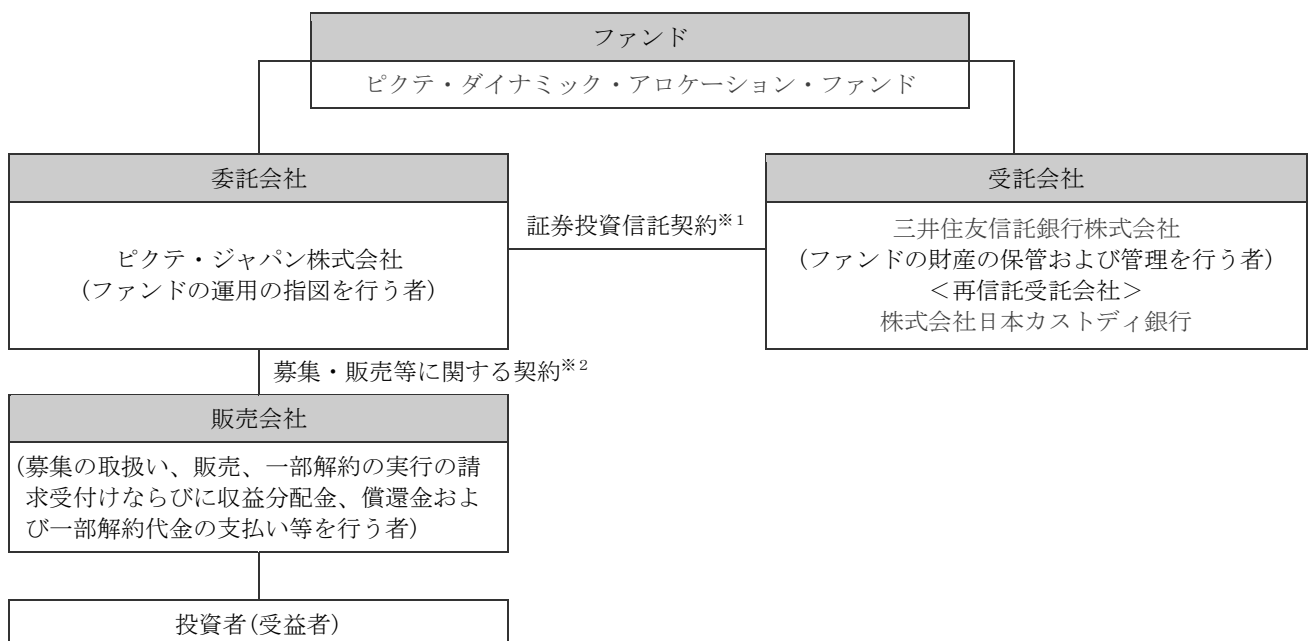 ファンド
ピクテ・ダイナミック・アロケーション・ファンド
委託会社
ピクテ・ジャパン株式会社
(ファンドの運用の指図を行う者)
証券投資信託契約※1
受託会社
三井住友信託銀行株式会社
(ファンドの財産の保管および管理を行う者)
＜再信託受託会社＞
株式会社日本カストディ銀行
募集・販売等に関する契約※2
販売会社
(募集の取扱い、販売、一部解約の実行の請
求受付けならびに収益分配金、償還金およ
び一部解約代金の支払い等を行う者)
投資者(受益者)